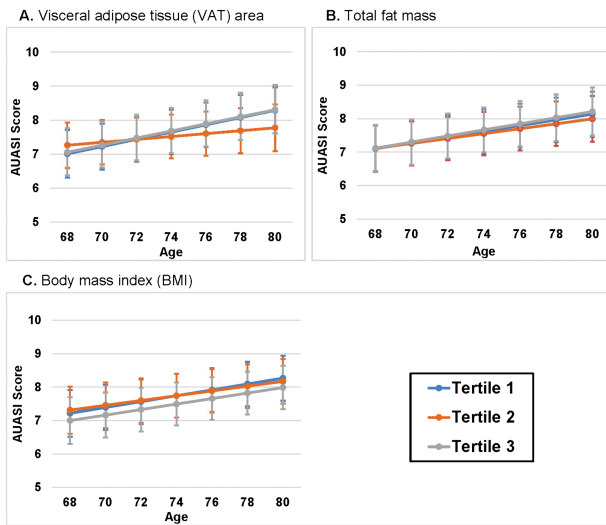 A. Visceral adipose tissue (VAT) area
AUASI Score
10
9
8
7
6
5
68 70 72 74 76 78 80
Age
B. Total fat mass
AUASI Score
10
9
8
7
6
5
68 70 72 74 76 78 80
Age
C. Body mass index (BMI)
AUASI Score
10
9
8
7
6
5
68 70 72 74 76 78 80
Age
Tertile 1
Tertile 2
Tertile 3